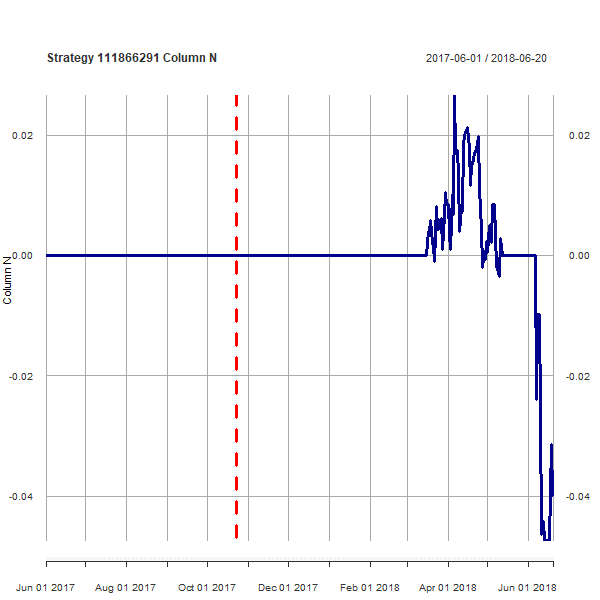 Strategy 111866291 Column N
2017-06-01 / 2018-06-20
0.02
0.02
0.00
0.00
Column N
-0.02
-0.02
-0.04
-0.04
Jun 01 2017
Aug 01 2017
Oct 01 2017
Dec 01 2017
Feb 01 2018
Apr 01 2018
Jun 01 2018